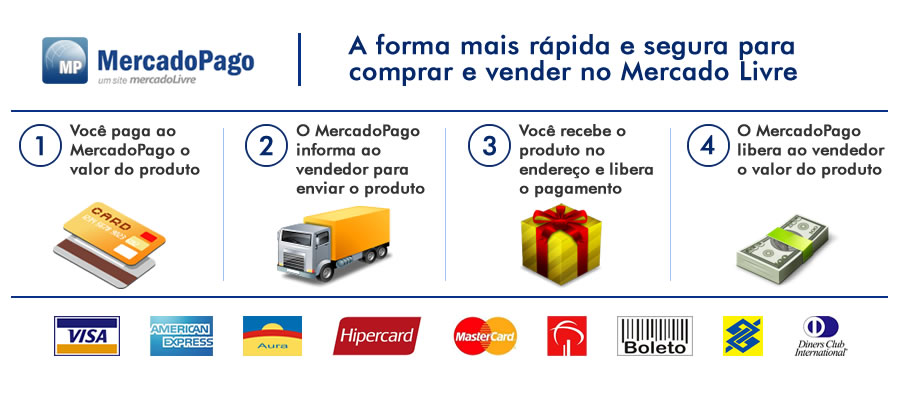 MP MercadoPago
um site mercadoLivre
A forma mais rápida e segura para
comprar e vender no Mercado Livre
1
Você paga ao
MercadoPago o
valor do produto
2
O MercadoPago
informa ao
vendedor para
enviar o produto
3
Você recebe o
produto no
endereço e libera
o pagamento
4
O MercadoPago
libera ao vendedor
o valor do produto
CARD
VISA
AMERICAN
EXPRESS
Aura
Hipercard
MasterCard
Boleto
Diners Club
International